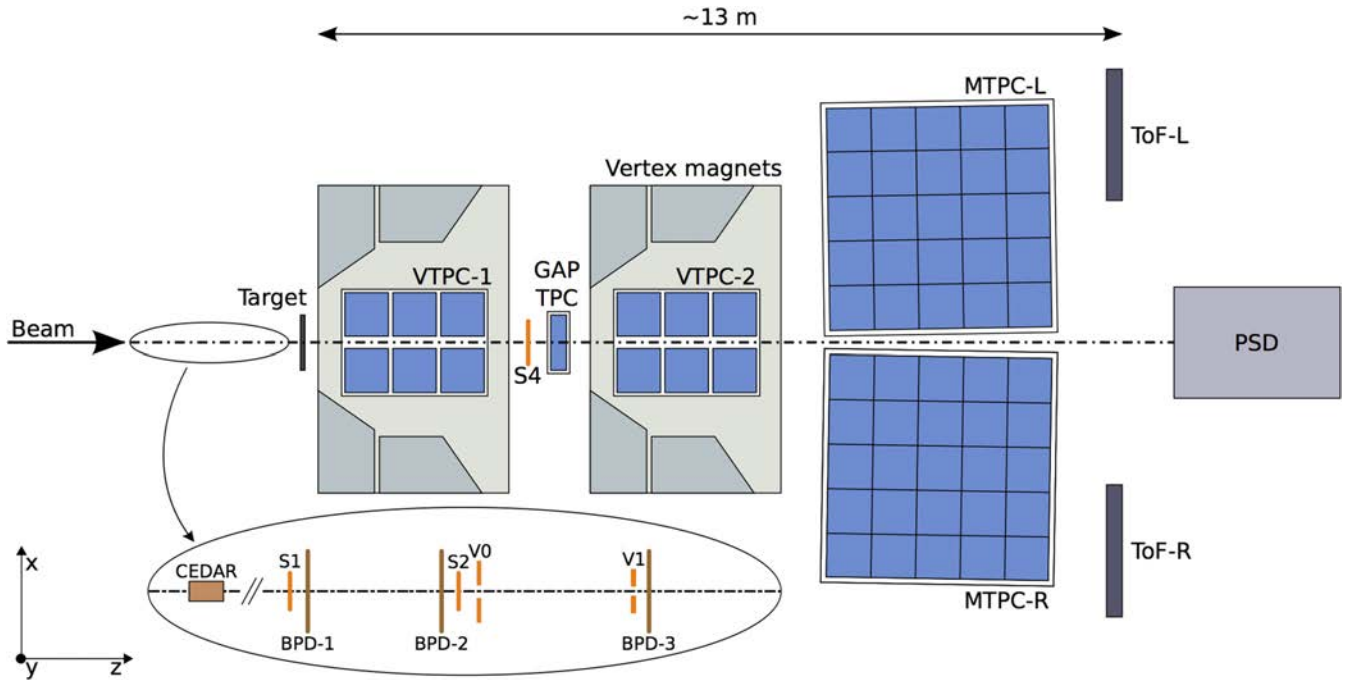 ~13 m
MTPC-L
ToF-L
Vertex magnets
VTPC-1
GAP
TPC
VTPC-2
Target
Beam
S4
PSD
ToF-R
MTPC-R
x
y
z
CEDAR
S1
S2
V0
V1
BPD-1
BPD-2
BPD-3